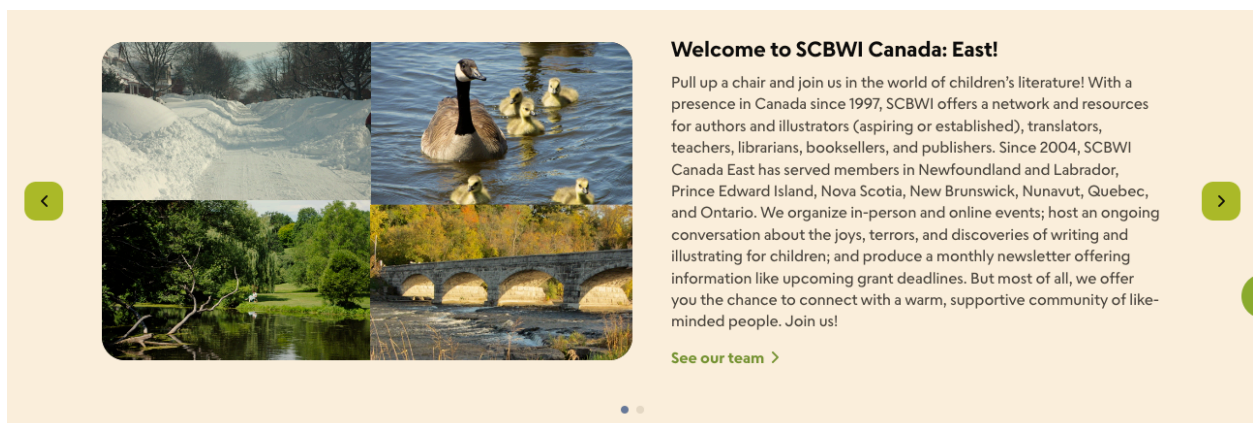 Welcome to SCBWI Canada: East!
Pull up a chair and join us in the world of children’s literature! With a
presence in Canada since 1997, SCBWI offers a network and resources
for authors and illustrators (aspiring or established), translators,
teachers, librarians, booksellers, and publishers. Since 2004, SCBWI
Canada East has served members in Newfoundland and Labrador,
Prince Edward Island, Nova Scotia, New Brunswick, Nunavut, Quebec,
and Ontario. We organize in-person and online events; host an ongoing
conversation about the joys, terrors, and discoveries of writing and
illustrating for children; and produce a monthly newsletter offering
information like upcoming grant deadlines. But most of all, we offer
you the chance to connect with a warm, supportive community of like-
minded people. Join us!
See our team